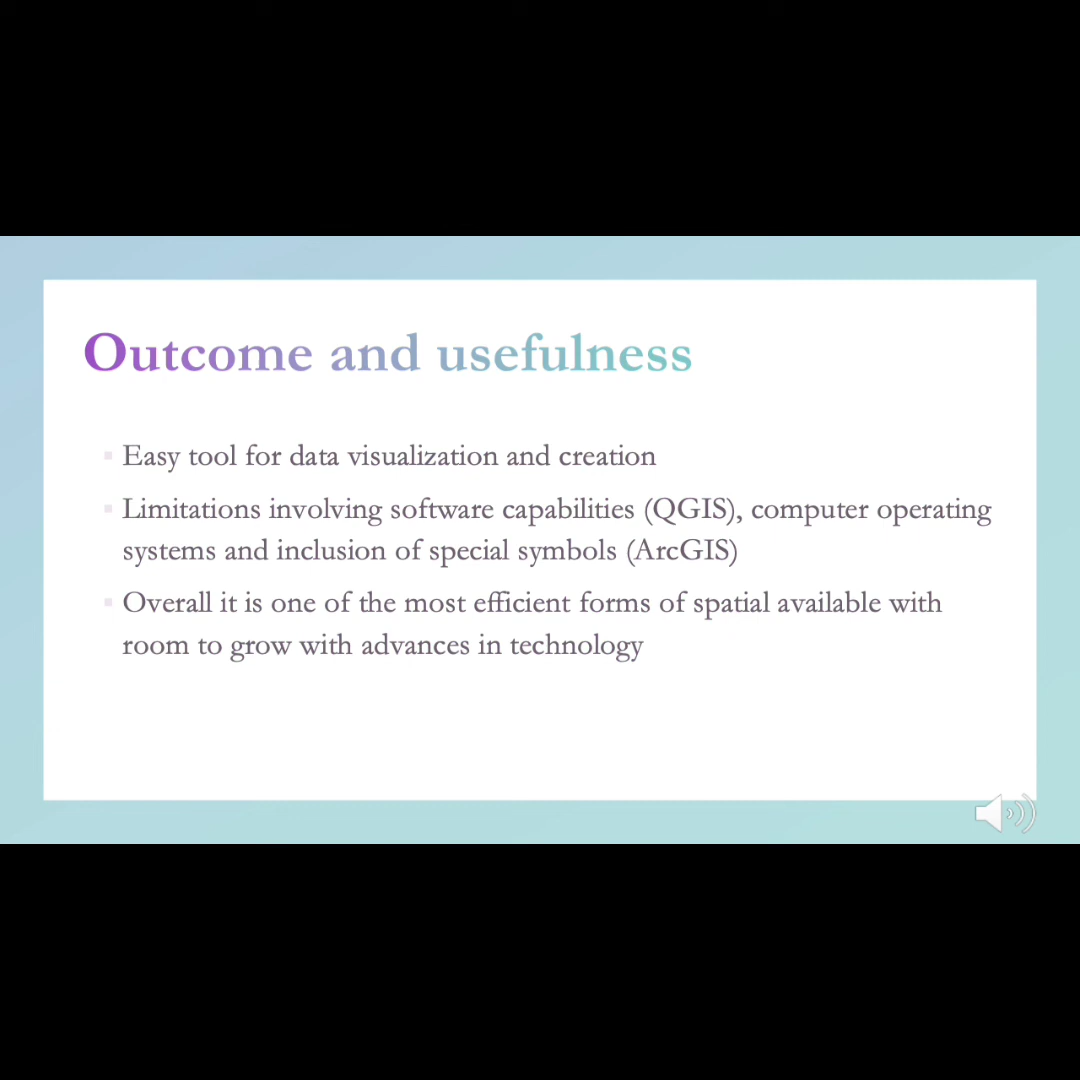 Outcome and usefulness
Easy tool for data visualization and creation
Limitations involving software capabilities (QGIS), computer operating
systems and inclusion of special symbols (ArcGIS)
Overall it is one of the most efficient forms of spatial available with
room to grow with advances in technology